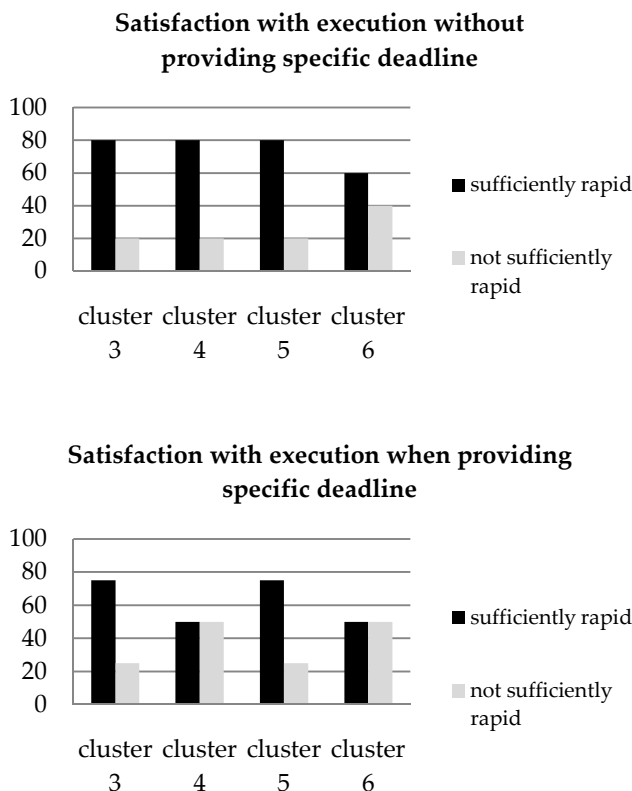 Satisfaction with execution without
providing specific deadline
100
80
60
40
20
0
cluster 3
cluster 4
cluster 5
cluster 6
sufficiently rapid
not sufficiently
rapid
Satisfaction with execution when providing
specific deadline
100
80
60
40
20
0
cluster 3
cluster 4
cluster 5
cluster 6
sufficiently rapid
not sufficiently
rapid